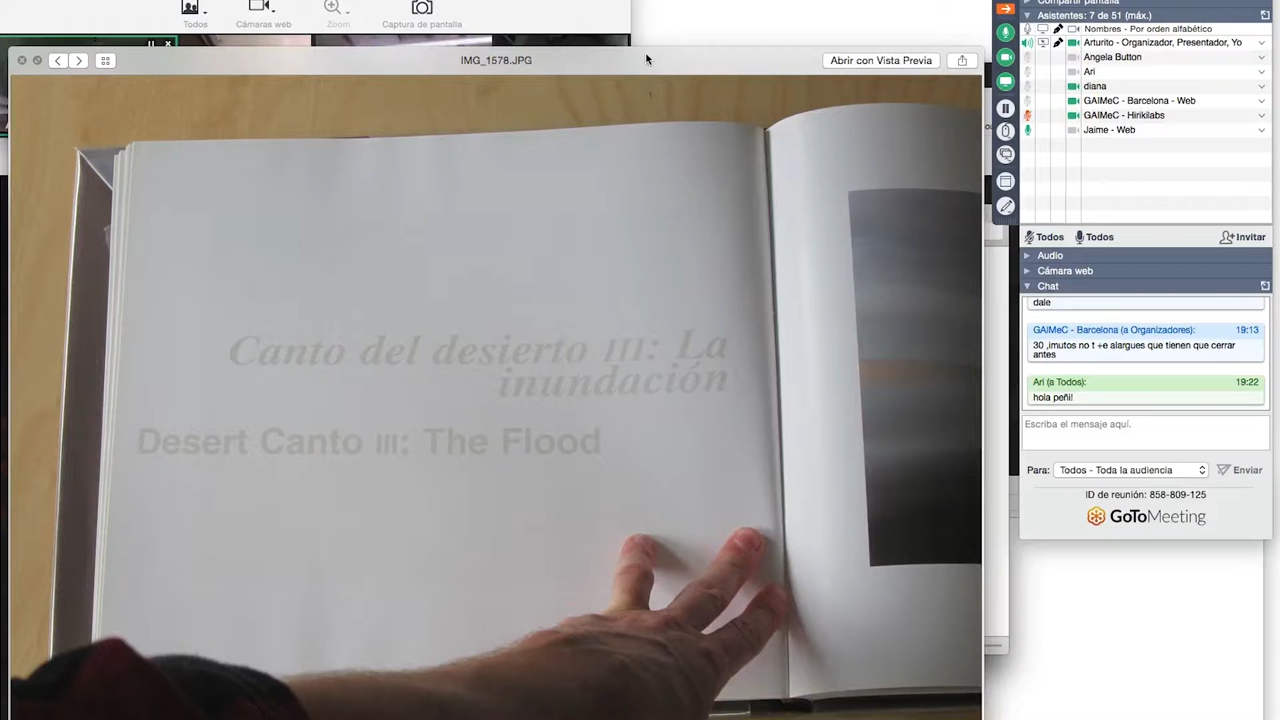 Todos
Cámaras web
Zoom
Captura de pantalla
IMG_1578.JPG
Abrir con Vista Previa
Canto del desierto III: La
inundación
Desert Canto III: The Flood
Compartir pantalla
Asistentes: 7 de 51 (máx.)
Nombres - Por orden alfabético
Arturito - Organizador, Presentador, Yo
Angela Button
Ari
diana
GAIMeC - Barcelona - Web
GAIMeC - Hirikilabs
Jaime - Web
Todos
Todos
Invitar
Audio
Cámara web
Chat
dale
GAIMeC - Barcelona (a Organizadores): 19:13
30 ,imutos no t +e alargues que tienen que cerrar
antes
Ari (a Todos): 19:22
hola peñi!
Escriba el mensaje aquí.
Para: Todos - Toda la audiencia Enviar
ID de reunión: 858-809-125
GoToMeeting